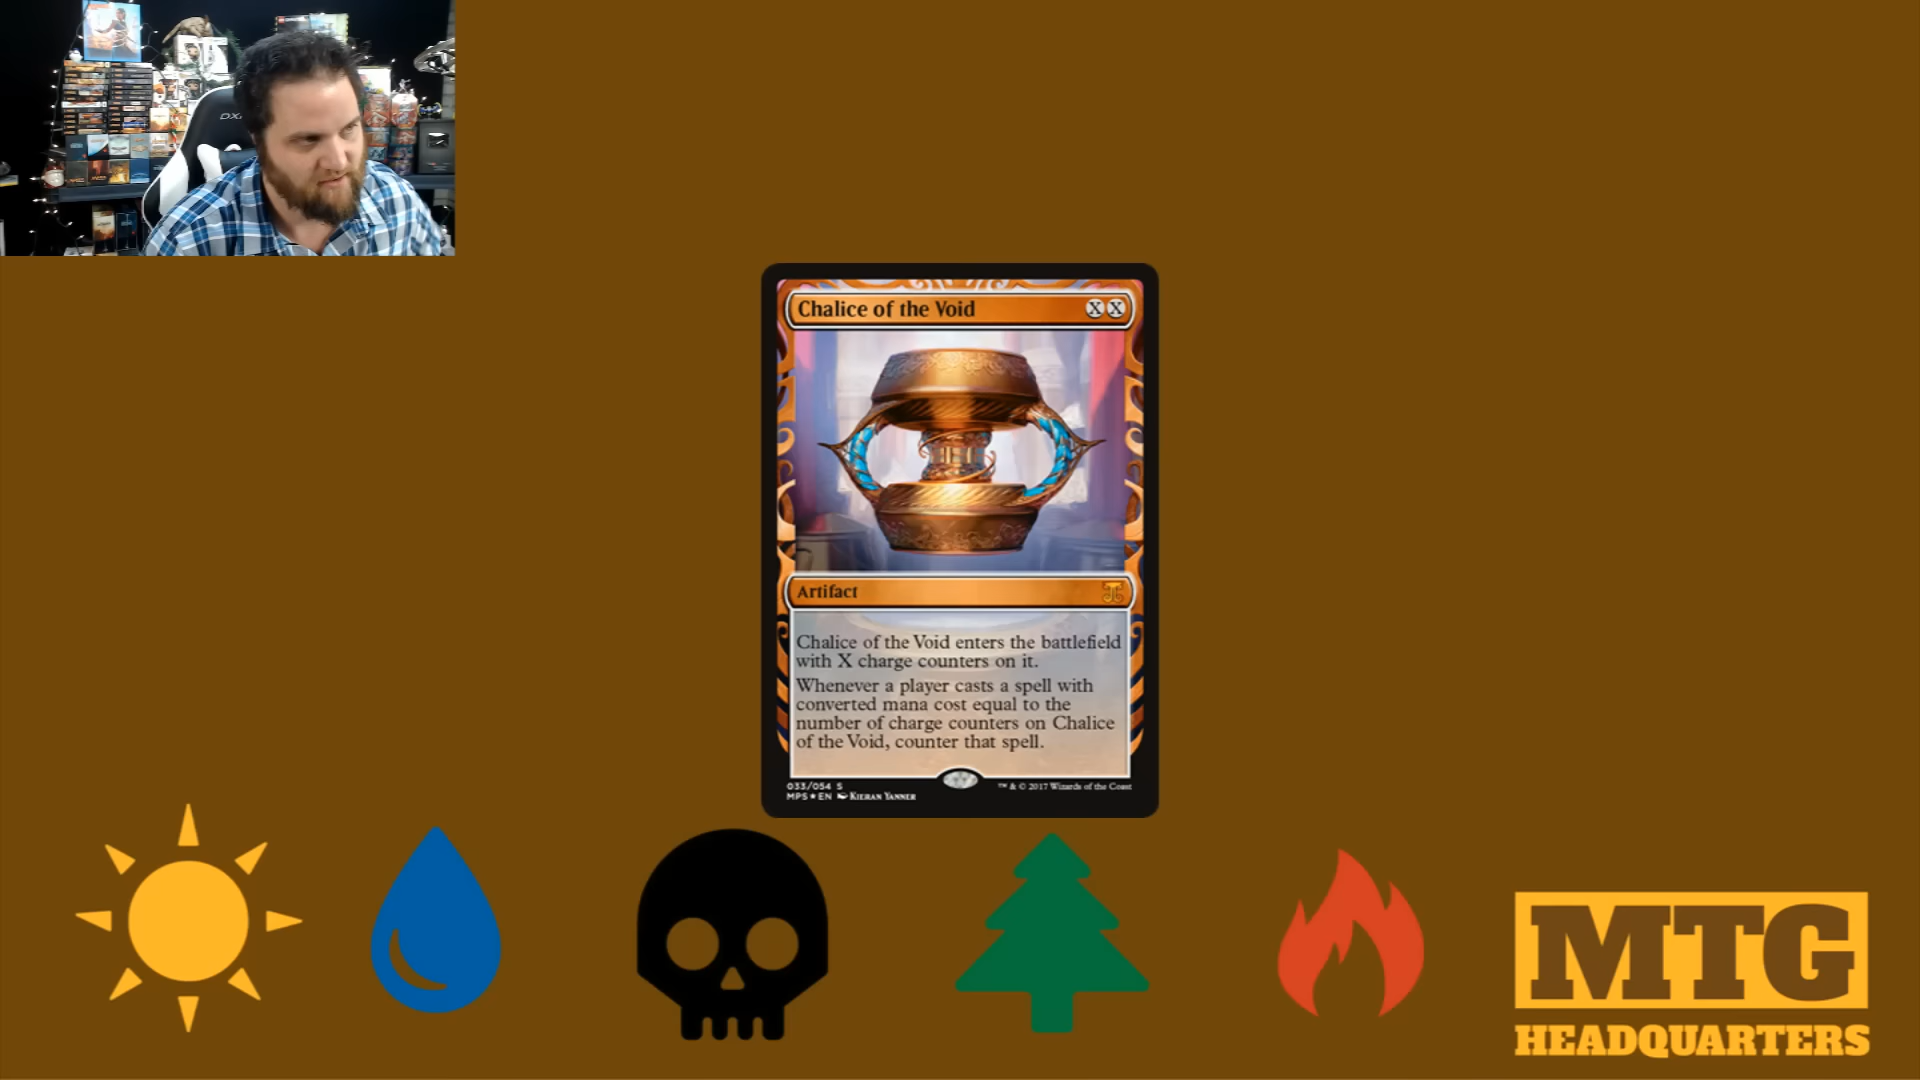 DX
Chalice of the Void XX
Artifact
Chalice of the Void enters the battlefield
with X charge counters on it.
Whenever a player casts a spell with
converted mana cost equal to the
number of charge counters on Chalice
of the Void, counter that spell.
033/054 S
MPS★EN Kieran Yanner
™ & © 2017 Wizards of the Coast
MTG
HEADQUARTERS